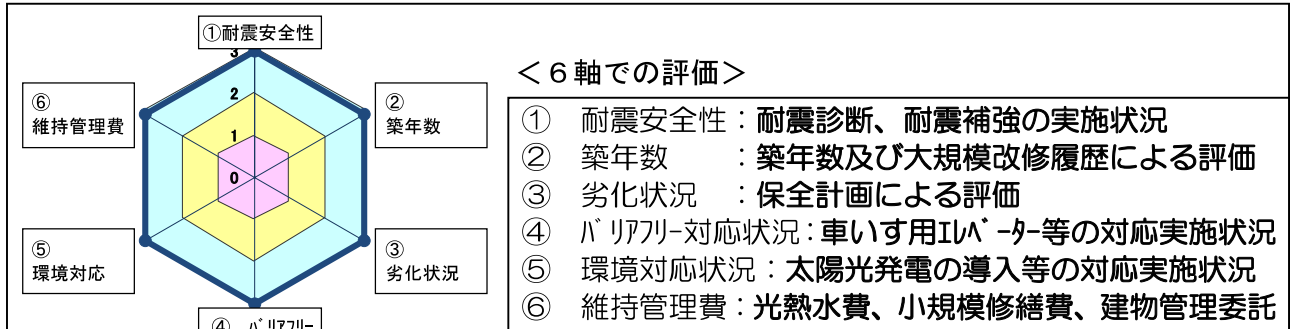 ①耐震安全性
3
2
1
0
⑥
維持管理費
②
築年数
⑤
環境対応
③
劣化状況
④ バリアフリー
＜６軸での評価＞
① 耐震安全性：耐震診断、耐震補強の実施状況
② 築年数 ：築年数及び大規模改修履歴による評価
③ 劣化状況 ：保全計画による評価
④ バリアフリー対応状況：車いす用エレベーター等の対応実施状況
⑤ 環境対応状況：太陽光発電の導入等の対応実施状況
⑥ 維持管理費：光熱水費、小規模修繕費、建物管理委託